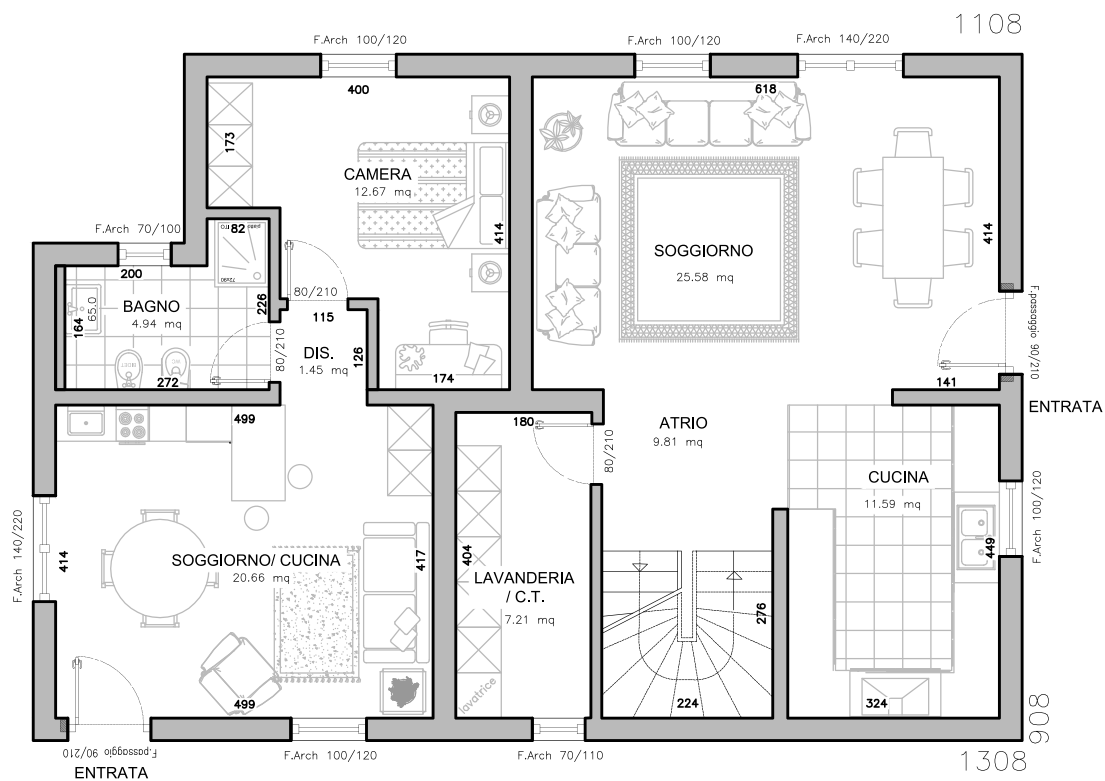 1108
F.Arch 100/120
F.Arch 100/120
F.Arch 140/220
400
618
173
CAMERA
12.67 mq
414
SOGGIORNO
25.58 mq
414
F.Arch 70/100
82
72x90
200
BAGNO
4.94 mq
65.0
164
226
272
80/210
80/210
115
DIS.
1.45 mq
126
174
F.passaggio 90/210
141
ENTRATA
499
180
80/210
ATRIO
9.81 mq
CUCINA
11.59 mq
F.Arch 140/220
414
SOGGIORNO/ CUCINA
20.66 mq
417
404
LAVANDERIA
/ C.T.
7.21 mq
lavatrice
276
449
F.Arch 100/120
499
224
324
F.passaggio 90/210
F.Arch 100/120
F.Arch 70/110
ENTRATA
908
1308